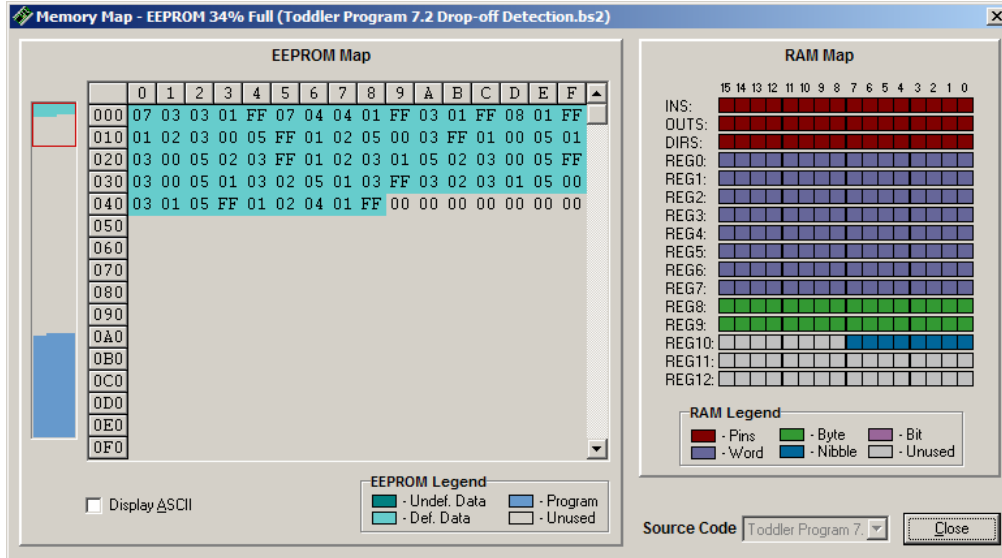 Memory Map - EEPROM 34% Full (Toddler Program 7.2 Drop-off Detection.bs2)
EEPROM Map
0 1 2 3 4 5 6 7 8 9 A B C D E F
000 07 03 03 01 FF 07 04 04 01 FF 03 01 FF 08 01 FF
010 01 02 03 00 05 FF 01 02 05 00 03 FF 01 00 05 01
020 03 00 05 02 03 FF 01 02 03 01 05 02 03 00 05 FF
030 03 00 05 01 03 02 05 01 03 FF 03 02 03 01 05 00
040 03 01 05 FF 01 02 04 01 FF 00 00 00 00 00 00 00
050
060
070
080
090
0A0
0B0
0C0
0D0
0E0
0F0
Display ASCII
EEPROM Legend
- Undef. Data - Program
- Def. Data - Unused
RAM Map
15 14 13 12 11 10 9 8 7 6 5 4 3 2 1 0
INS:
OUTS:
DIRS:
REG0:
REG1:
REG2:
REG3:
REG4:
REG5:
REG6:
REG7:
REG8:
REG9:
REG10:
REG11:
REG12:
RAM Legend
- Pins - Byte - Bit
- Word - Nibble - Unused
Source Code Toddler Program 7. Close